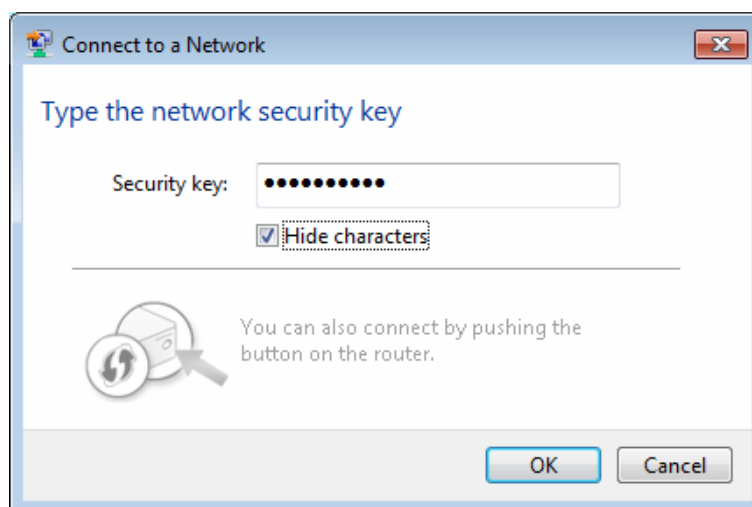 Connect to a Network
Type the network security key
Security key: ••••••••••
Hide characters
You can also connect by pushing the
button on the router.
OK Cancel